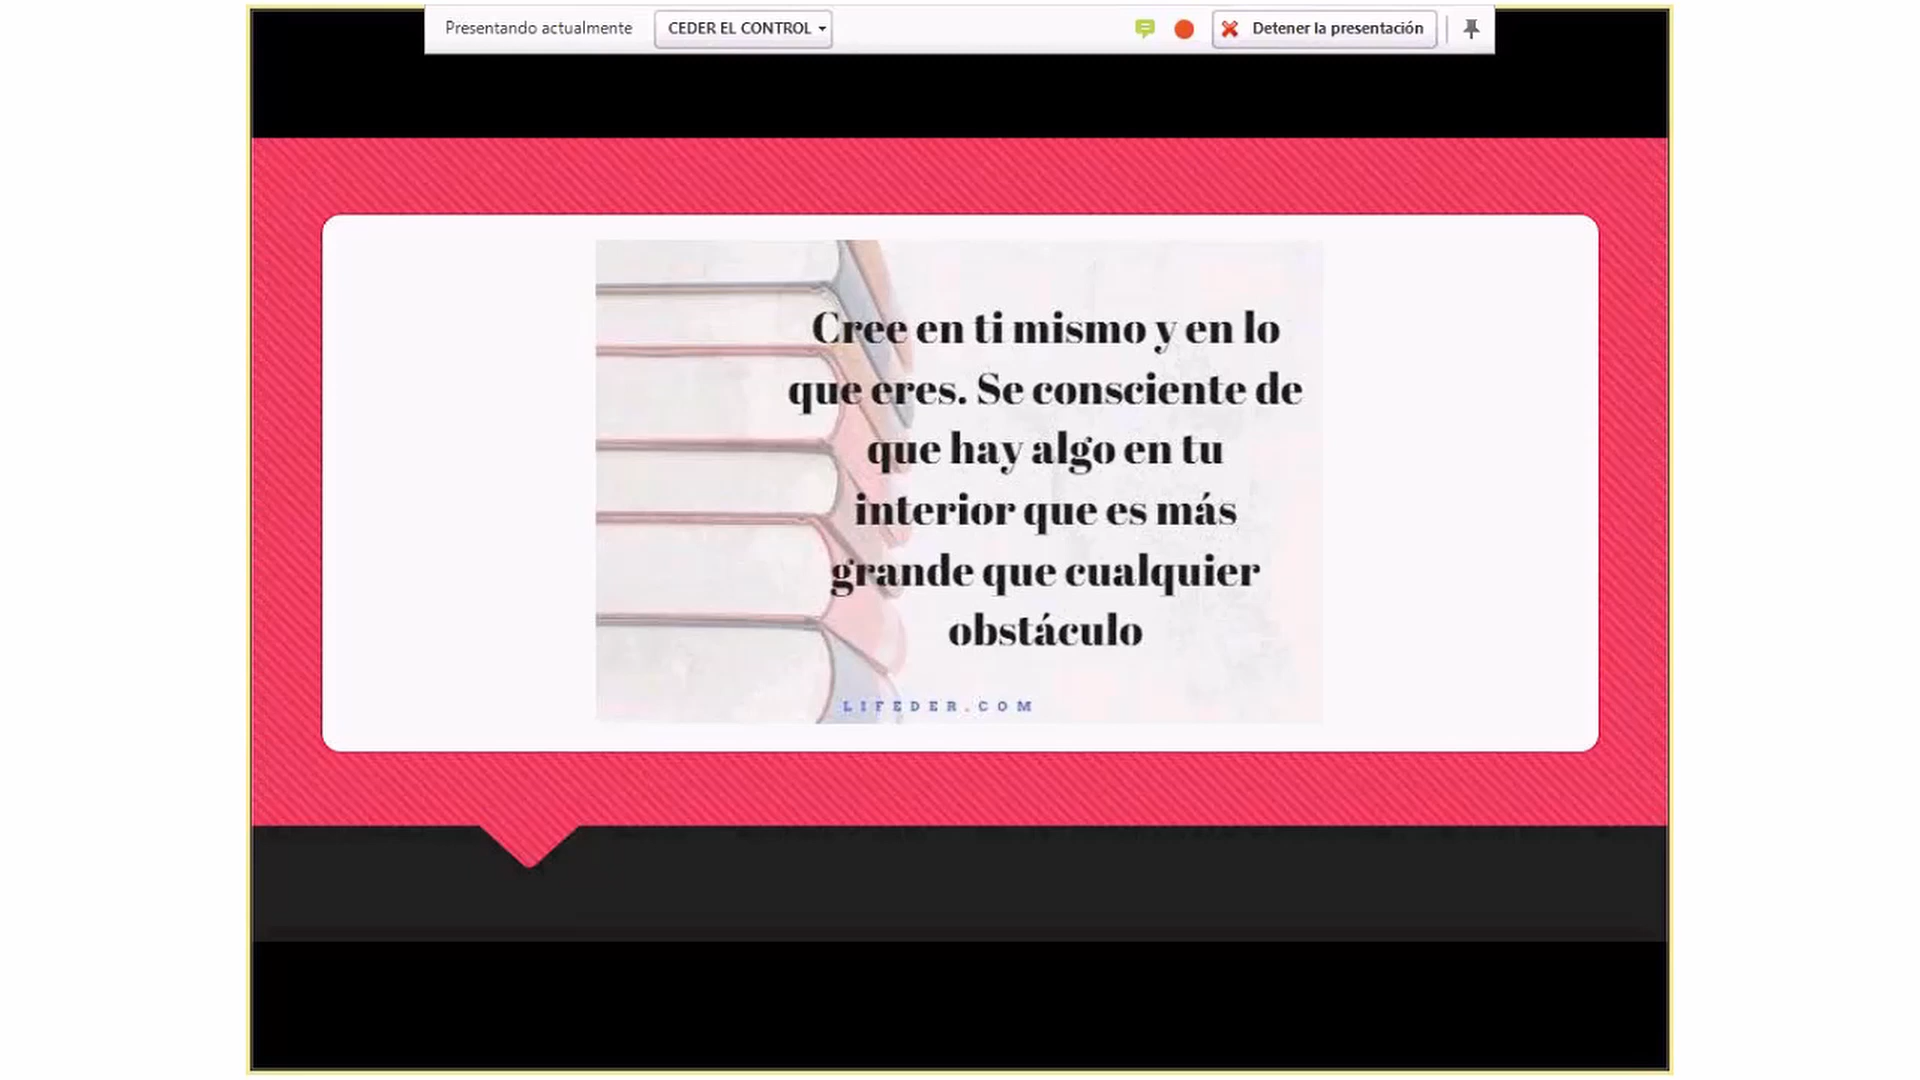 Presentando actualmente CEDER EL CONTROL Detener la presentación
Cree en ti mismo y en lo
que eres. Se consciente de
que hay algo en tu
interior que es más
grande que cualquier
obstáculo
LIFEDER.COM